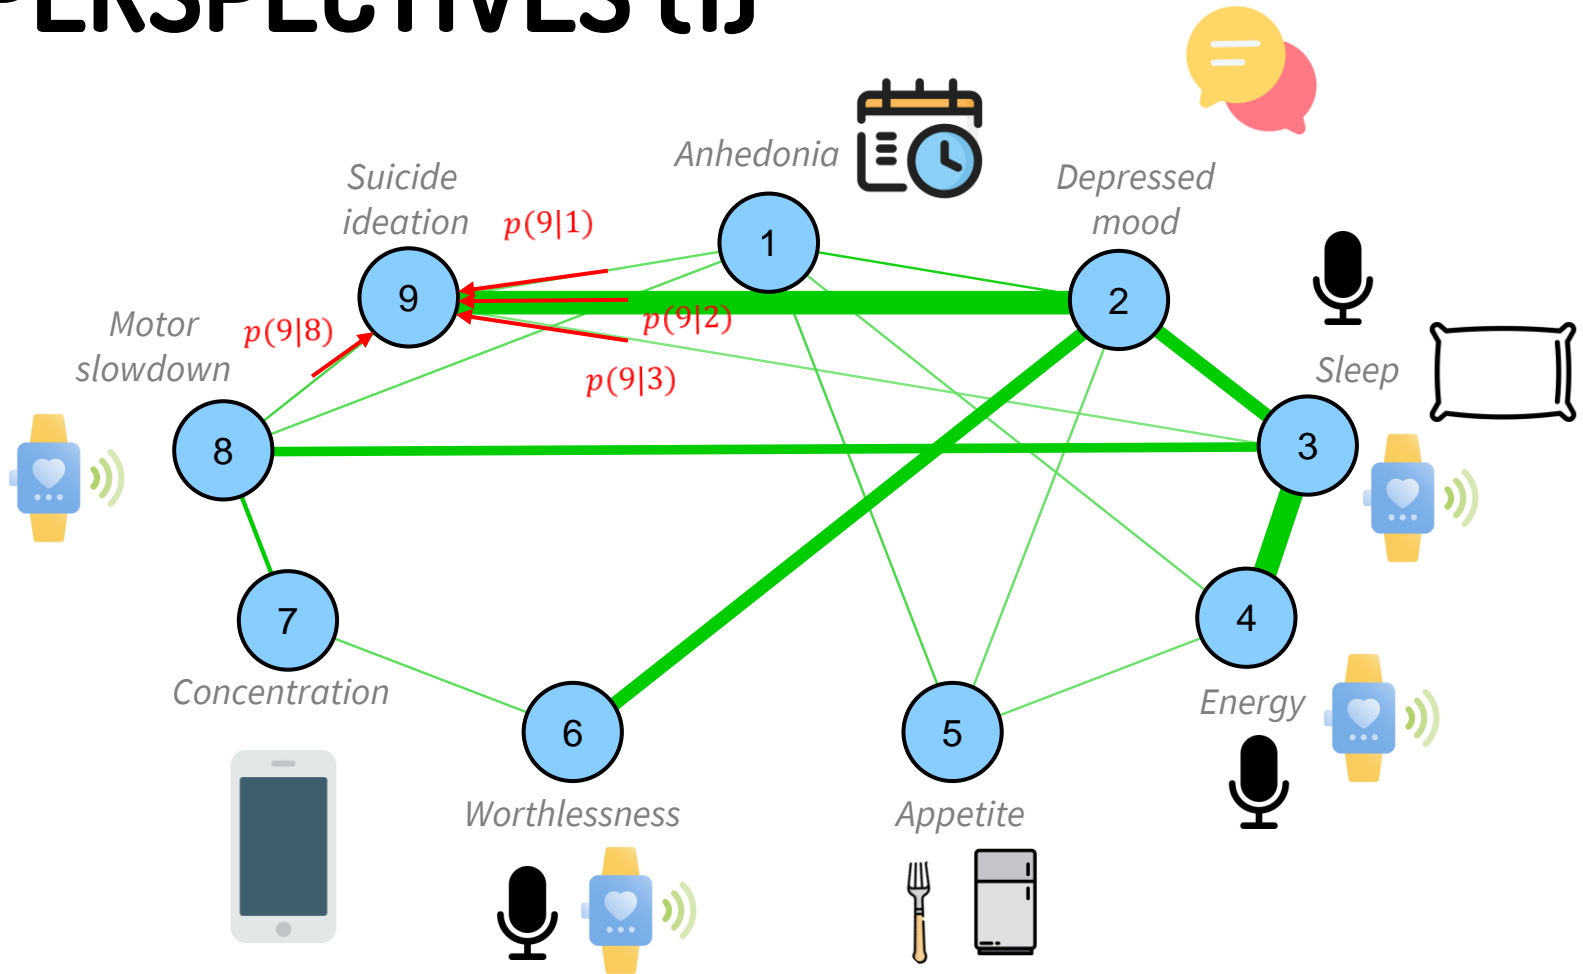 PERSPECTIVES (I)
Anhedonia
Suicide
ideation
Depressed
mood
p(9|1)
1
9
2
p(9|2)
p(9|8)
p(9|3)
Motor
slowdown
Sleep
8
3
7
4
Concentration
Energy
6
5
Worthlessness
Appetite